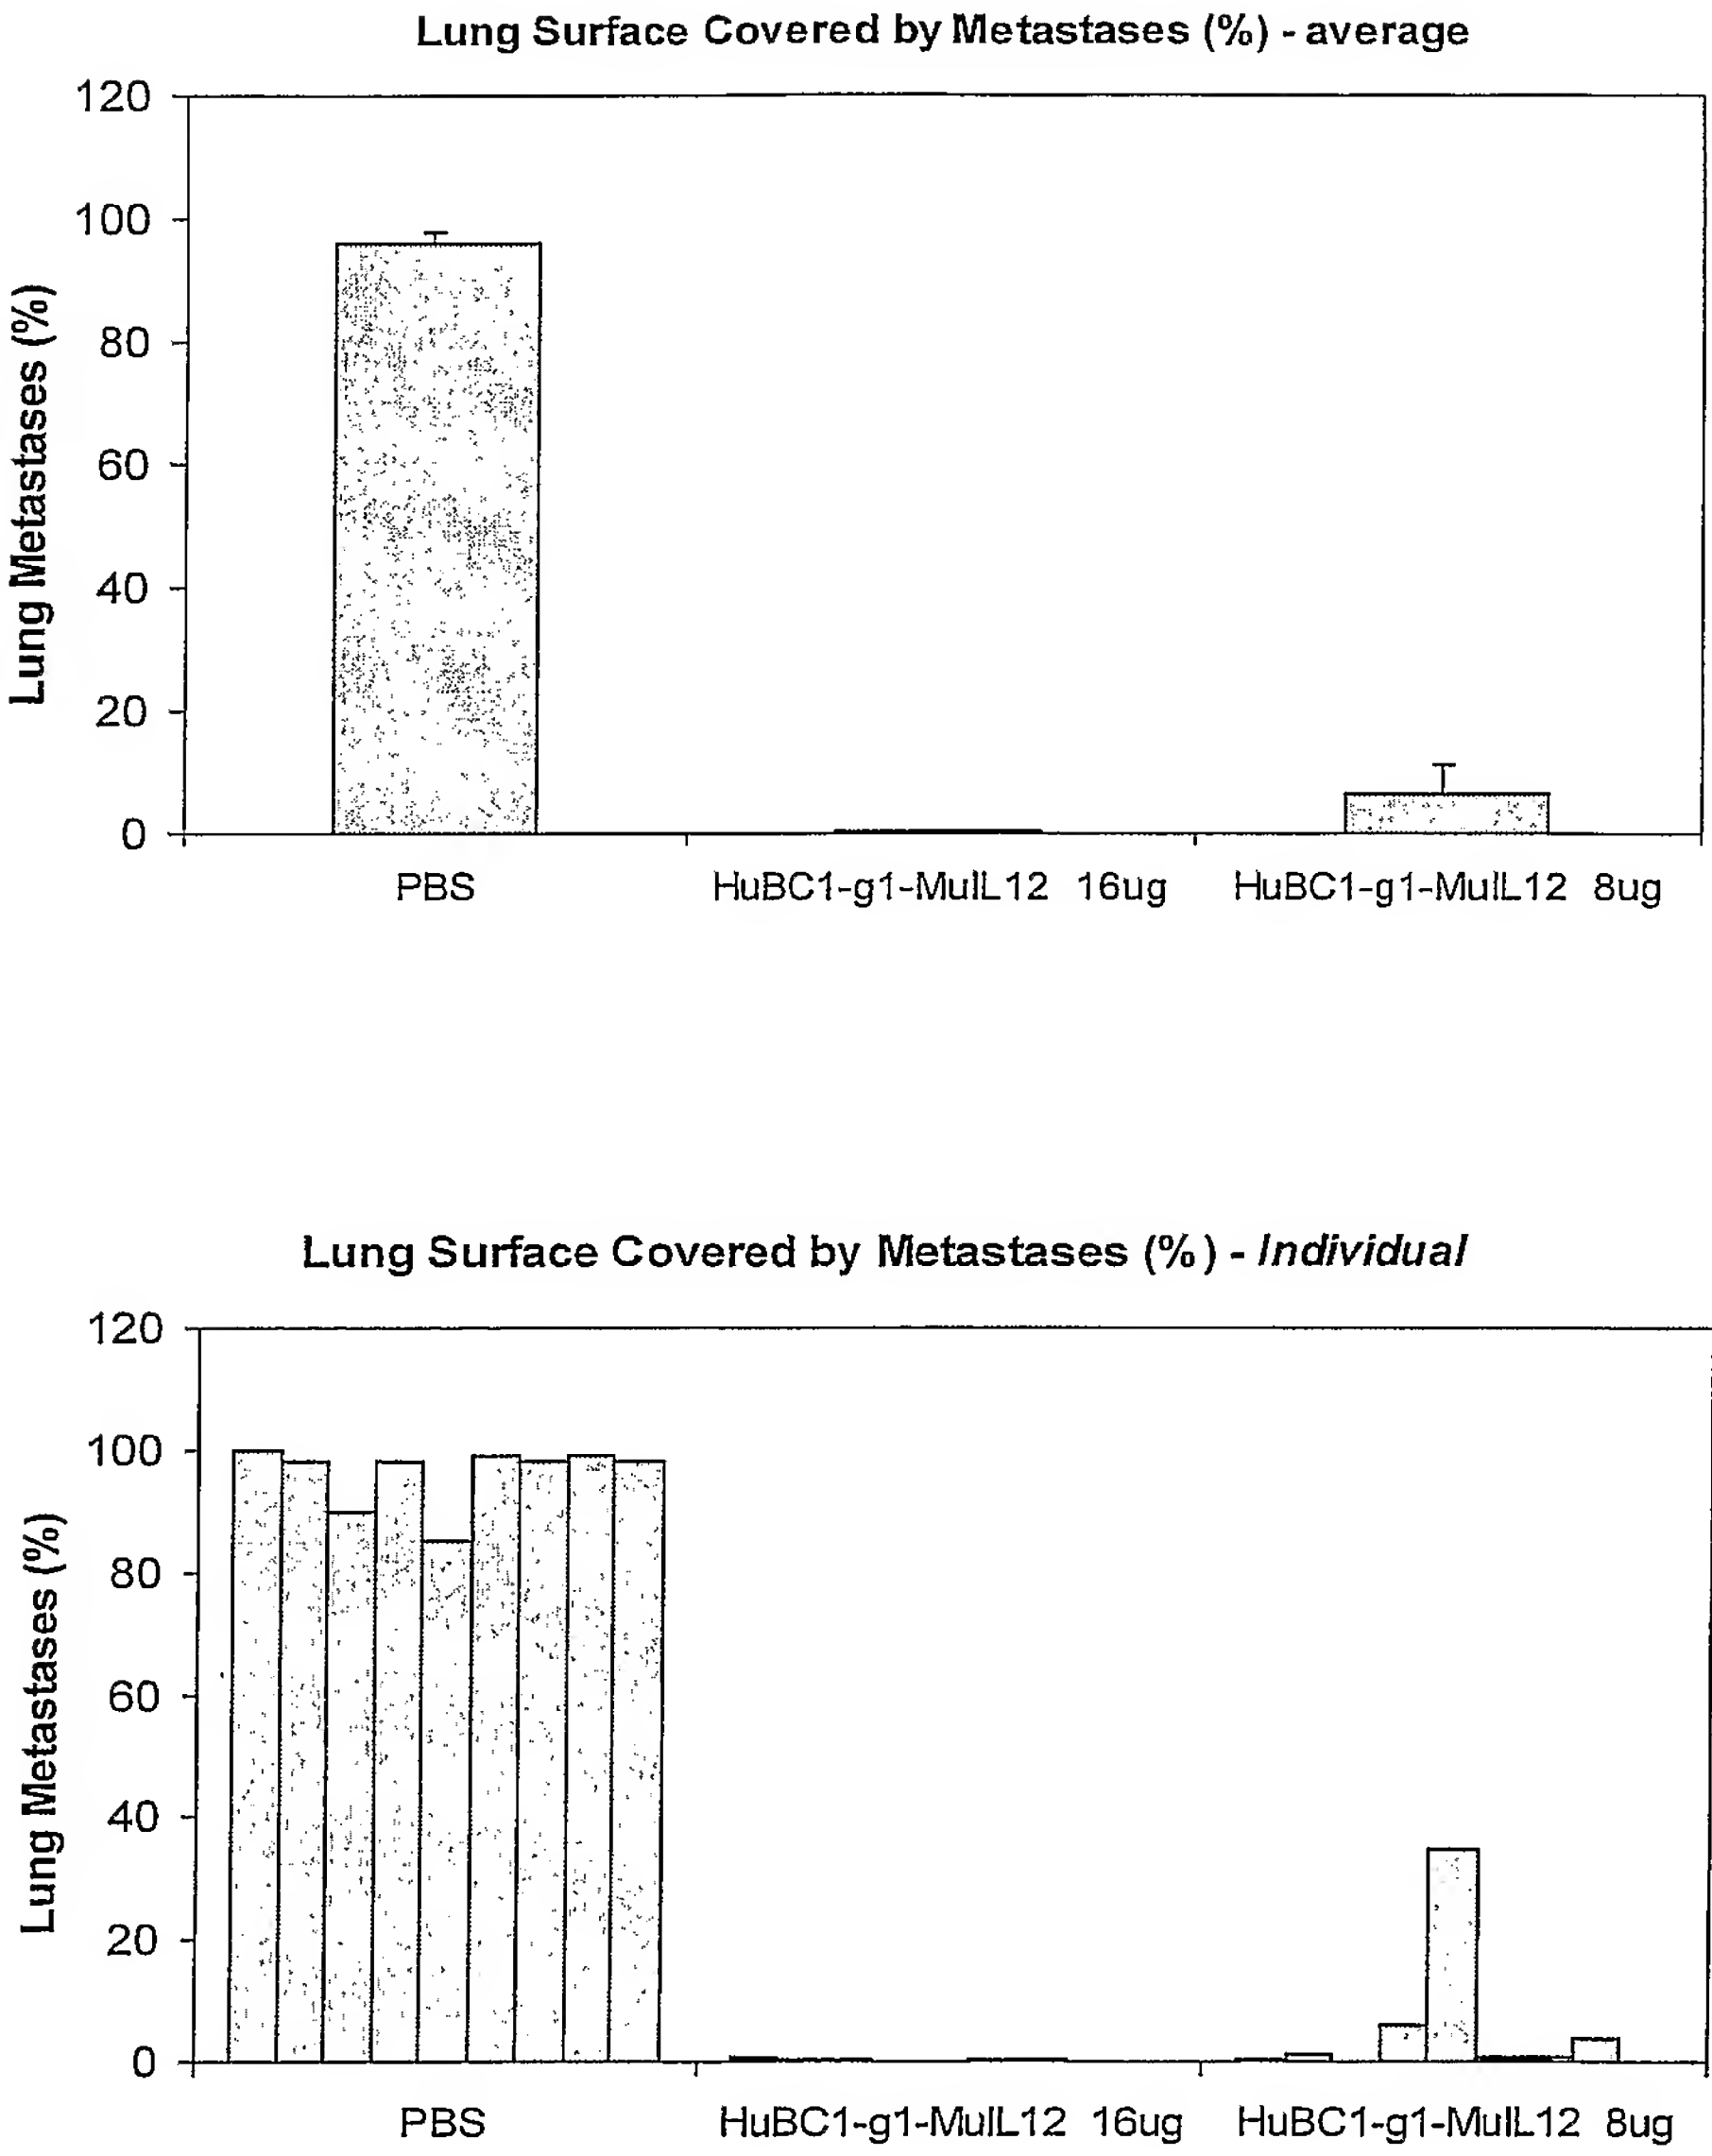 Lung Surface Covered by Metastases (%) - average
120
100
80
60
40
20
0
Lung Metastases (%)
PBS HuBC1-g1-MuIL12 16ug HuBC1-g1-MuIL12 8ug
Lung Surface Covered by Metastases (%) - Individual
120
100
80
60
40
20
0
Lung Metastases (%)
PBS HuBC1-g1-MuIL12 16ug HuBC1-g1-MuIL12 8ug